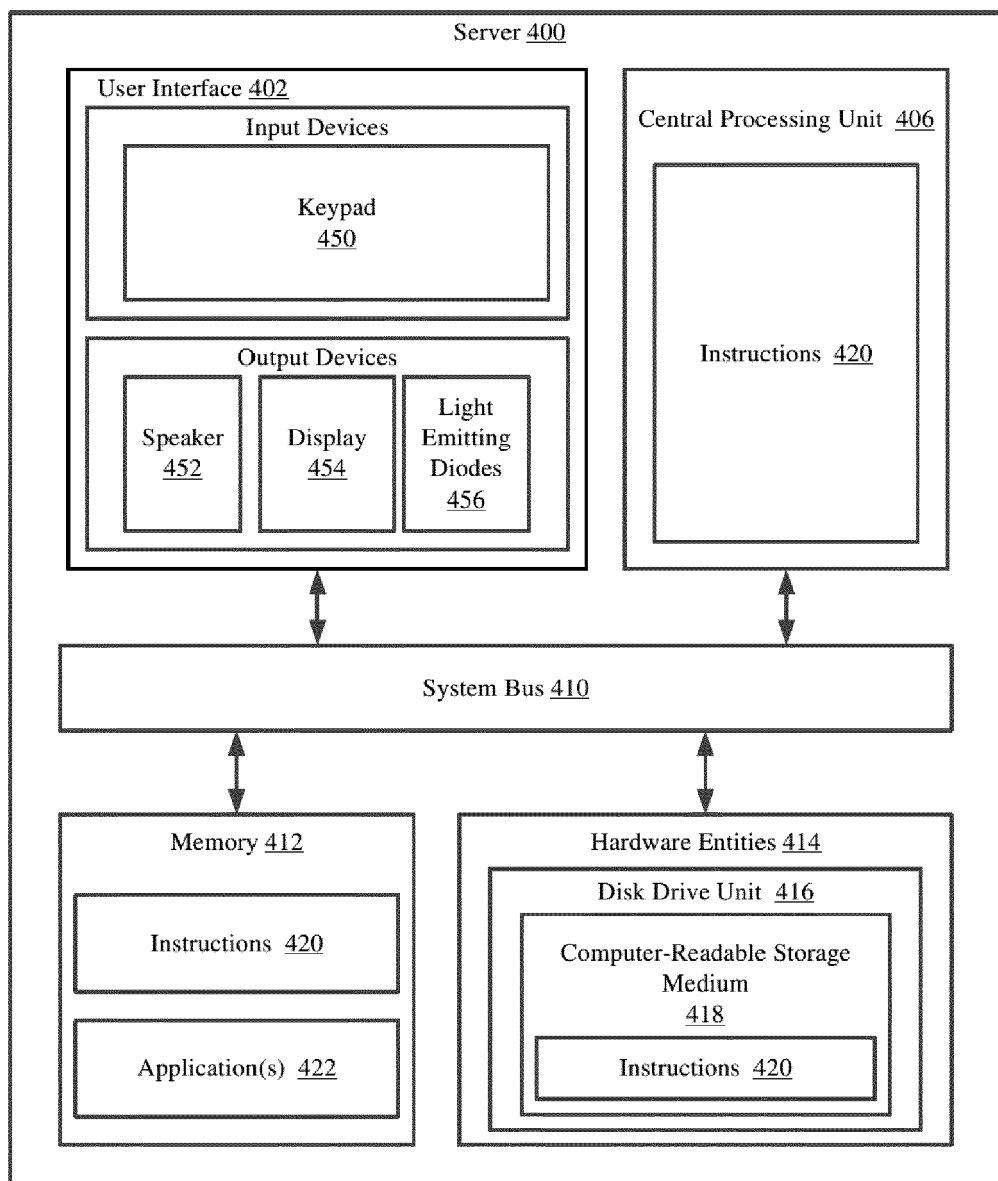 Server 400
User Interface 402
Input Devices
Keypad
450
Output Devices
Speaker
452
Display
454
Light
Emitting
Diodes
456
Central Processing Unit 406
Instructions 420
System Bus 410
Memory 412
Instructions 420
Application(s) 422
Hardware Entities 414
Disk Drive Unit 416
Computer-Readable Storage
Medium
418
Instructions 420